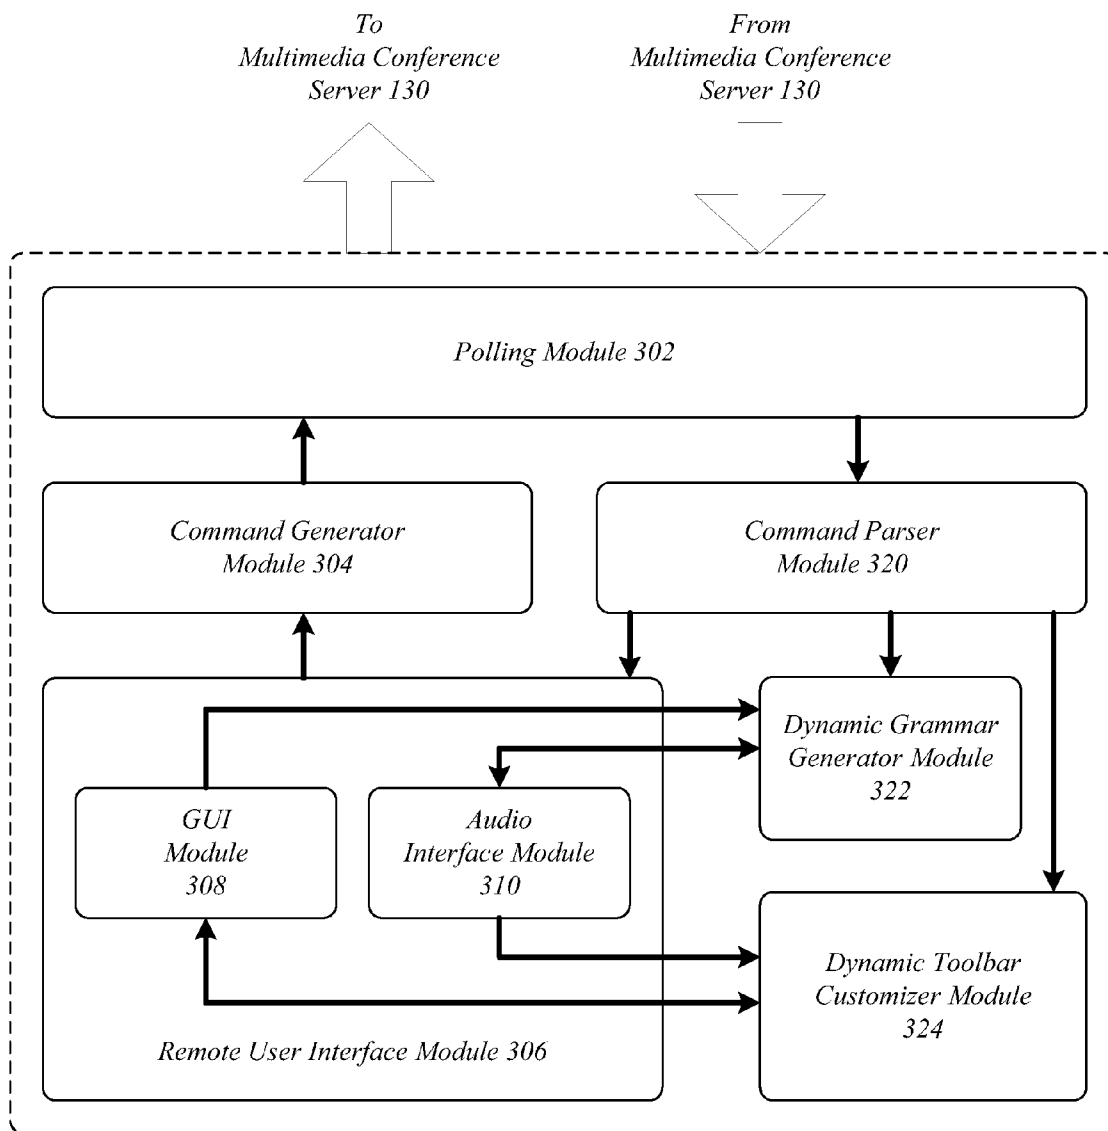 To
Multimedia Conference
Server 130
From
Multimedia Conference
Server 130
Polling Module 302
Command Generator
Module 304
Command Parser
Module 320
Dynamic Grammar
Generator Module
322
GUI
Module
308
Audio
Interface Module
310
Dynamic Toolbar
Customizer Module
324
Remote User Interface Module 306